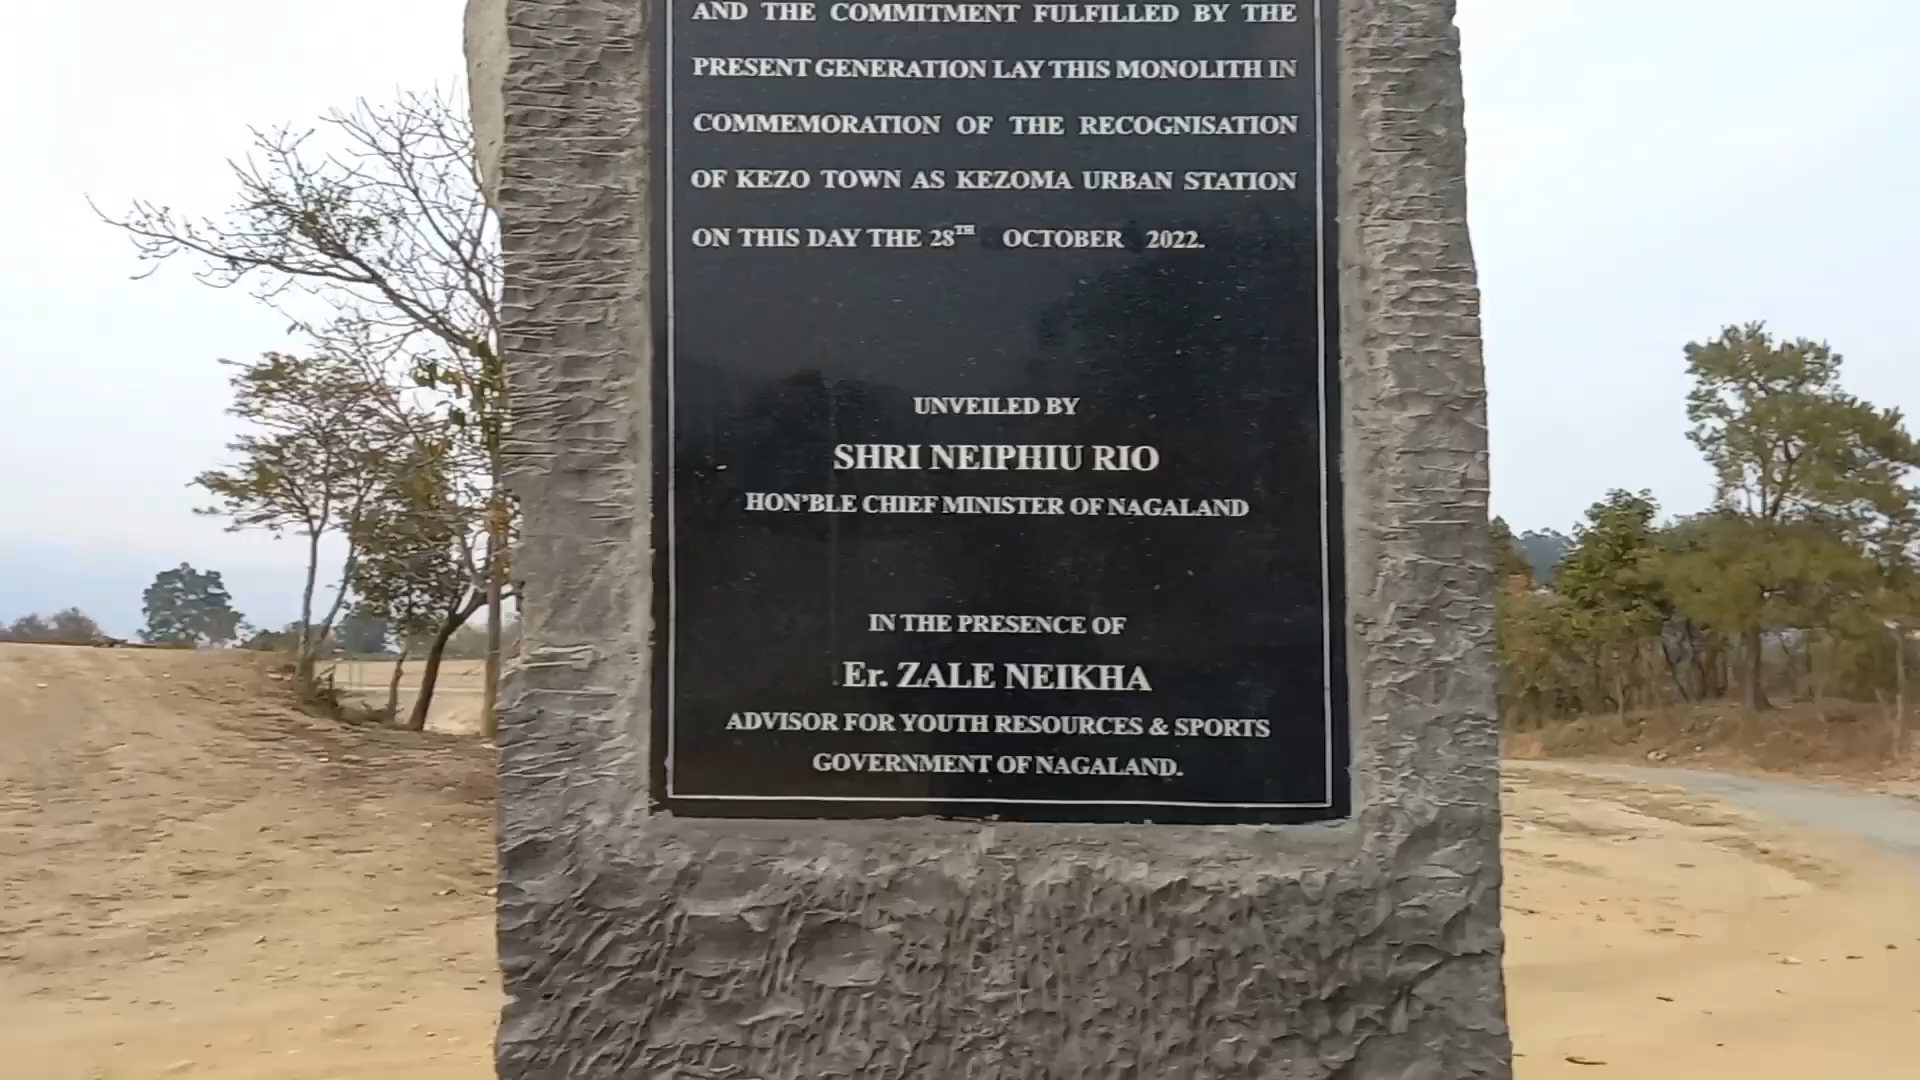 AND THE COMMITMENT FULFILLED BY THE
PRESENT GENERATION LAY THIS MONOLITH IN
COMMEMORATION OF THE RECOGNISATION
OF KEZO TOWN AS KEZOMA URBAN STATION
ON THIS DAY THE 28TH OCTOBER 2022.
UNVEILED BY
SHRI NEIPHIU RIO
HON'BLE CHIEF MINISTER OF NAGALAND
IN THE PRESENCE OF
Er. ZALE NEIKHA
ADVISOR FOR YOUTH RESOURCES & SPORTS
GOVERNMENT OF NAGALAND.